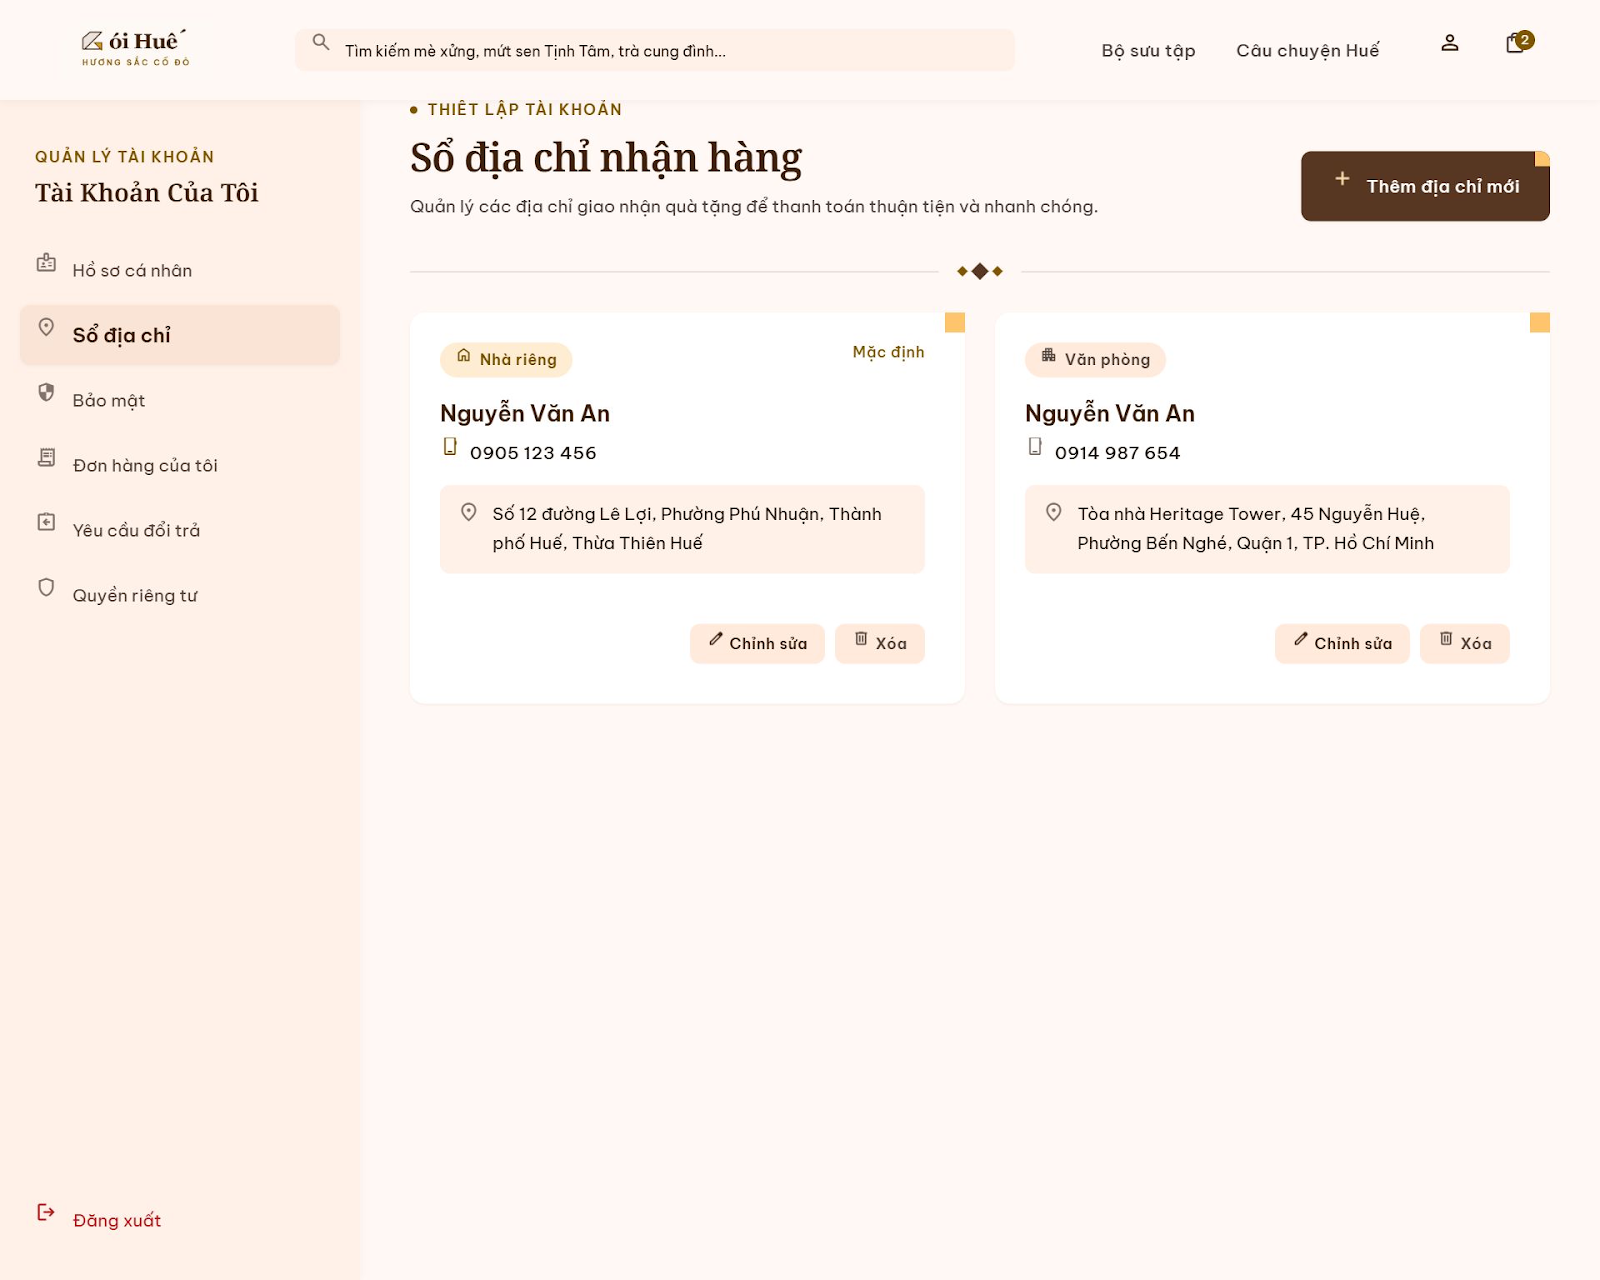 ói Huế
HƯƠNG SẮC CỐ ĐÔ
Tìm kiếm mè xửng, mứt sen Tịnh Tâm, trà cung đình...
Bộ sưu tập
Câu chuyện Huế
2
QUẢN LÝ TÀI KHOẢN
Tài Khoản Của Tôi
Hồ sơ cá nhân
Sổ địa chỉ
Bảo mật
Đơn hàng của tôi
Yêu cầu đổi trả
Quyền riêng tư
Đăng xuất
THIẾT LẬP TÀI KHOẢN
Sổ địa chỉ nhận hàng
Quản lý các địa chỉ giao nhận quà tặng để thanh toán thuận tiện và nhanh chóng.
Thêm địa chỉ mới
Nhà riêng
Mặc định
Nguyễn Văn An
0905 123 456
Số 12 đường Lê Lợi, Phường Phú Nhuận, Thành
phố Huế, Thừa Thiên Huế
Chỉnh sửa
Xóa
Văn phòng
Nguyễn Văn An
0914 987 654
Tòa nhà Heritage Tower, 45 Nguyễn Huệ,
Phường Bến Nghé, Quận 1, TP. Hồ Chí Minh
Chỉnh sửa
Xóa